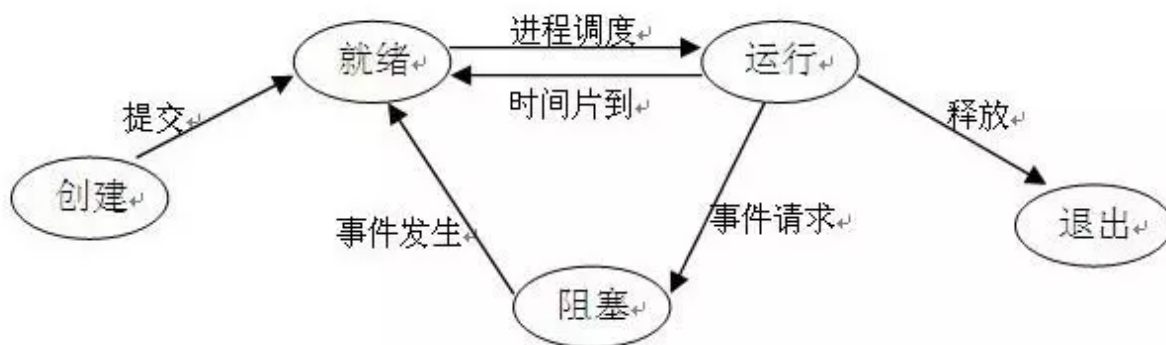 进程调度
就绪
运行
时间片到
提交
释放
创建
事件发生
事件请求
退出
阻塞